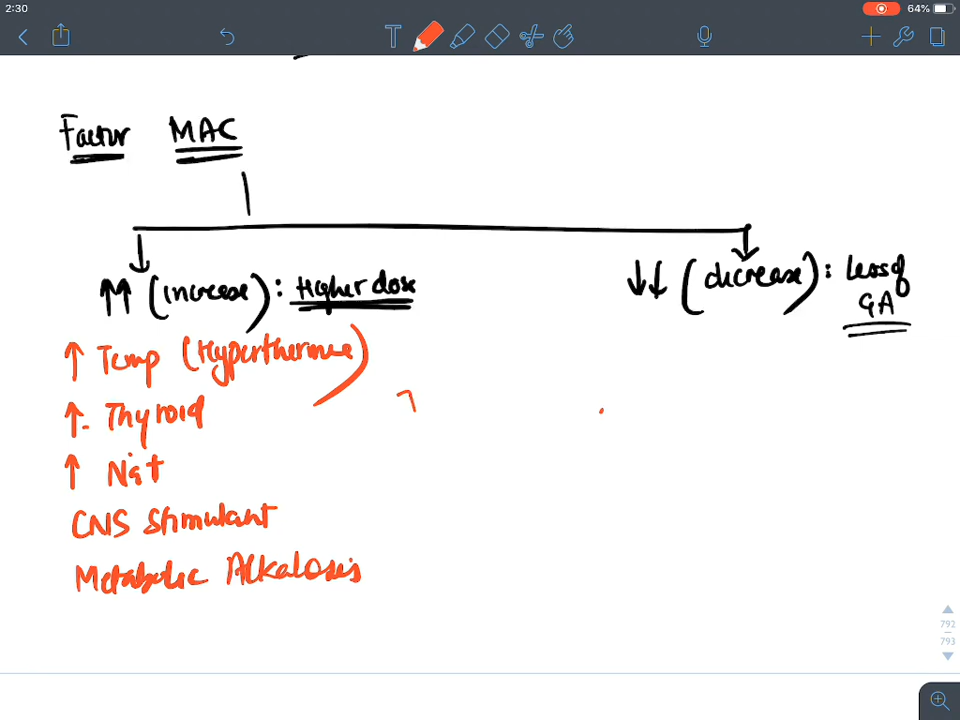 2:30
64%
T
Factor MAC
↑↑ (increase) : Higher dose
↓↓ (decrease) : Less of
GA
↑ Temp (Hyperthermie)
↑ Thyroid
↑ Na+
CNS Stimulant
Metabolic Alkalosis
792
793